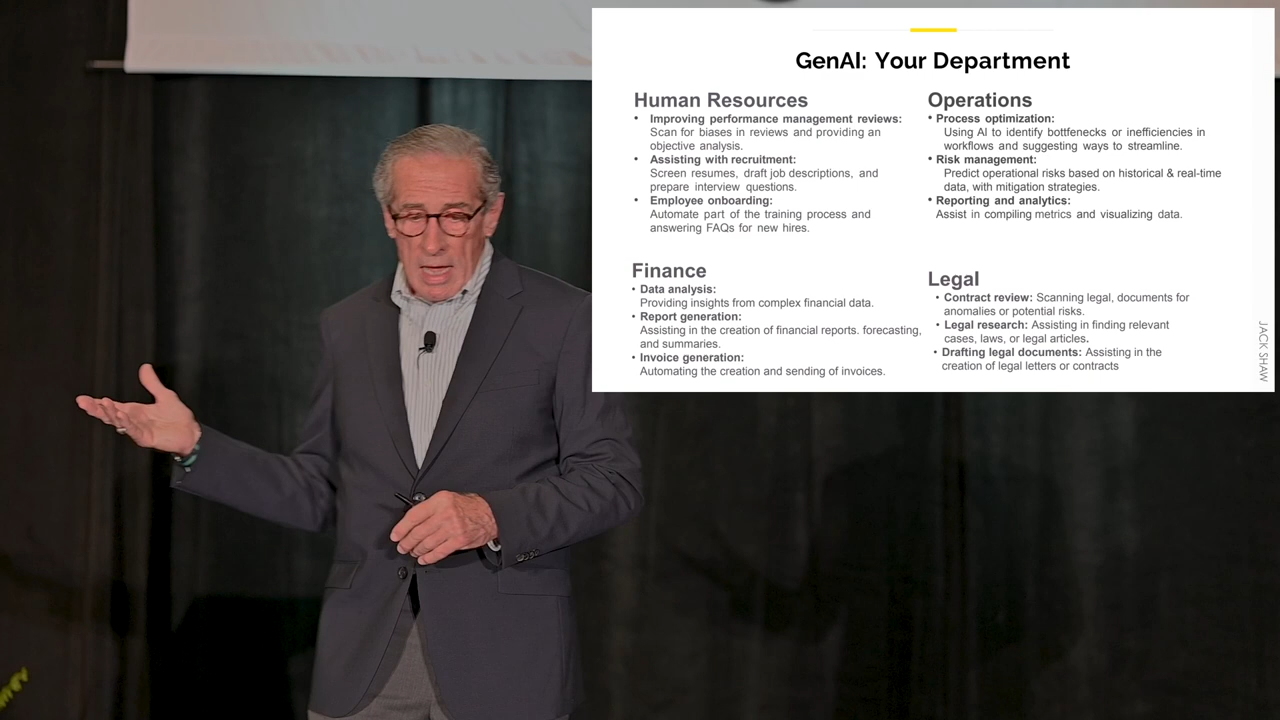 GenAI: Your Department
Human Resources
• Improving performance management reviews:
Scan for biases in reviews and providing an
objective analysis.
• Assisting with recruitment:
Screen resumes, draft job descriptions, and
prepare interview questions.
• Employee onboarding:
Automate part of the training process and
answering FAQs for new hires.
Operations
• Process optimization:
Using AI to identify bottfenecks or inefficiencies in
workflows and suggesting ways to streamline.
• Risk management:
Predict operational risks based on historical & real-time
data, with mitigation strategies.
• Reporting and analytics:
Assist in compiling metrics and visualizing data.
Finance
• Data analysis:
Providing insights from complex financial data.
• Report generation:
Assisting in the creation of financial reports. forecasting,
and summaries.
• Invoice generation:
Automating the creation and sending of invoices.
Legal
• Contract review: Scanning legal, documents for
anomalies or potential risks.
• Legal research: Assisting in finding relevant
cases, laws, or legal articles.
• Drafting legal documents: Assisting in the
creation of legal letters or contracts
JACK SHAW